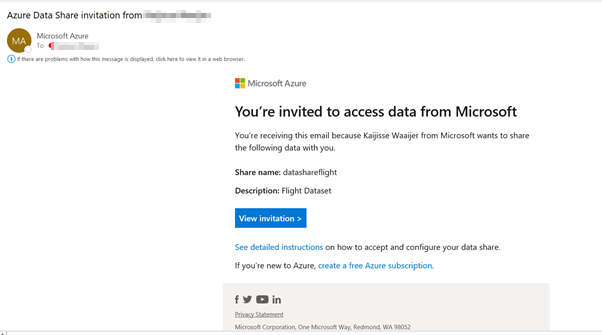 Azure Data Share invitation from
MA
Microsoft Azure
To
If there are problems with how this message is displayed, click here to view it in a web browser.
Microsoft Azure
You're invited to access data from Microsoft
You're receiving this email because Kaijisse Waaijer from Microsoft wants to share
the following data with you.
Share name: datashareflight
Description: Flight Dataset
View invitation >
See detailed instructions on how to accept and configure your data share.
If you're new to Azure, create a free Azure subscription.
Privacy Statement
Microsoft Corporation, One Microsoft Way, Redmond, WA 98052